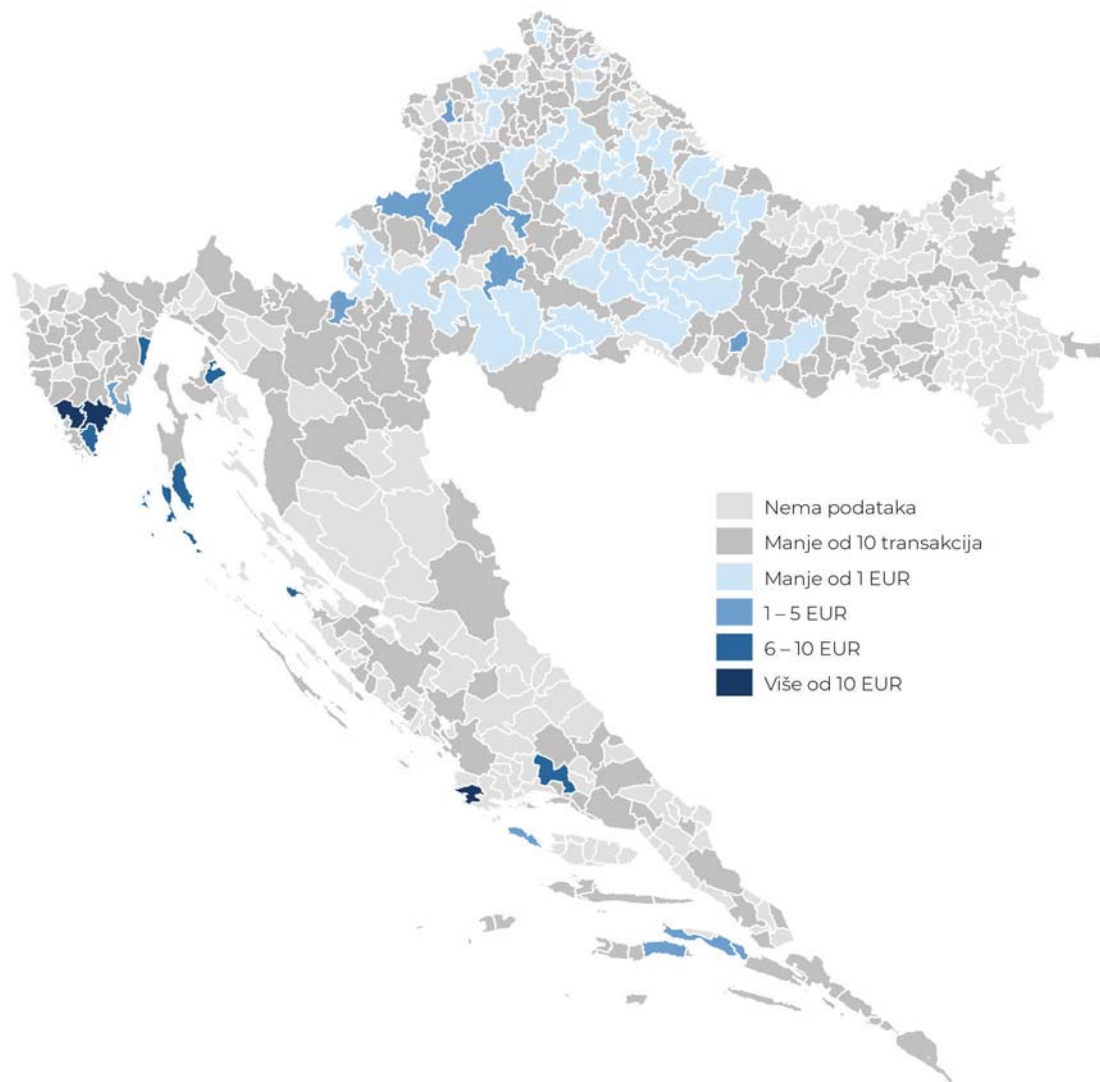 Nema podataka
Manje od 10 transakcija
Manje od 1 EUR
1 – 5 EUR
6 – 10 EUR
Više od 10 EUR